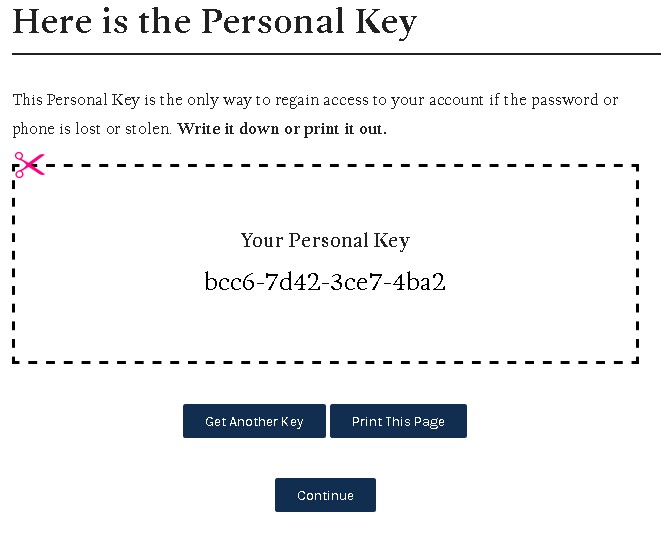 Here is the Personal Key
This Personal Key is the only way to regain access to your account if the password or
phone is lost or stolen. Write it down or print it out.
Your Personal Key
bcc6-7d42-3ce7-4ba2
Get Another Key
Print This Page
Continue